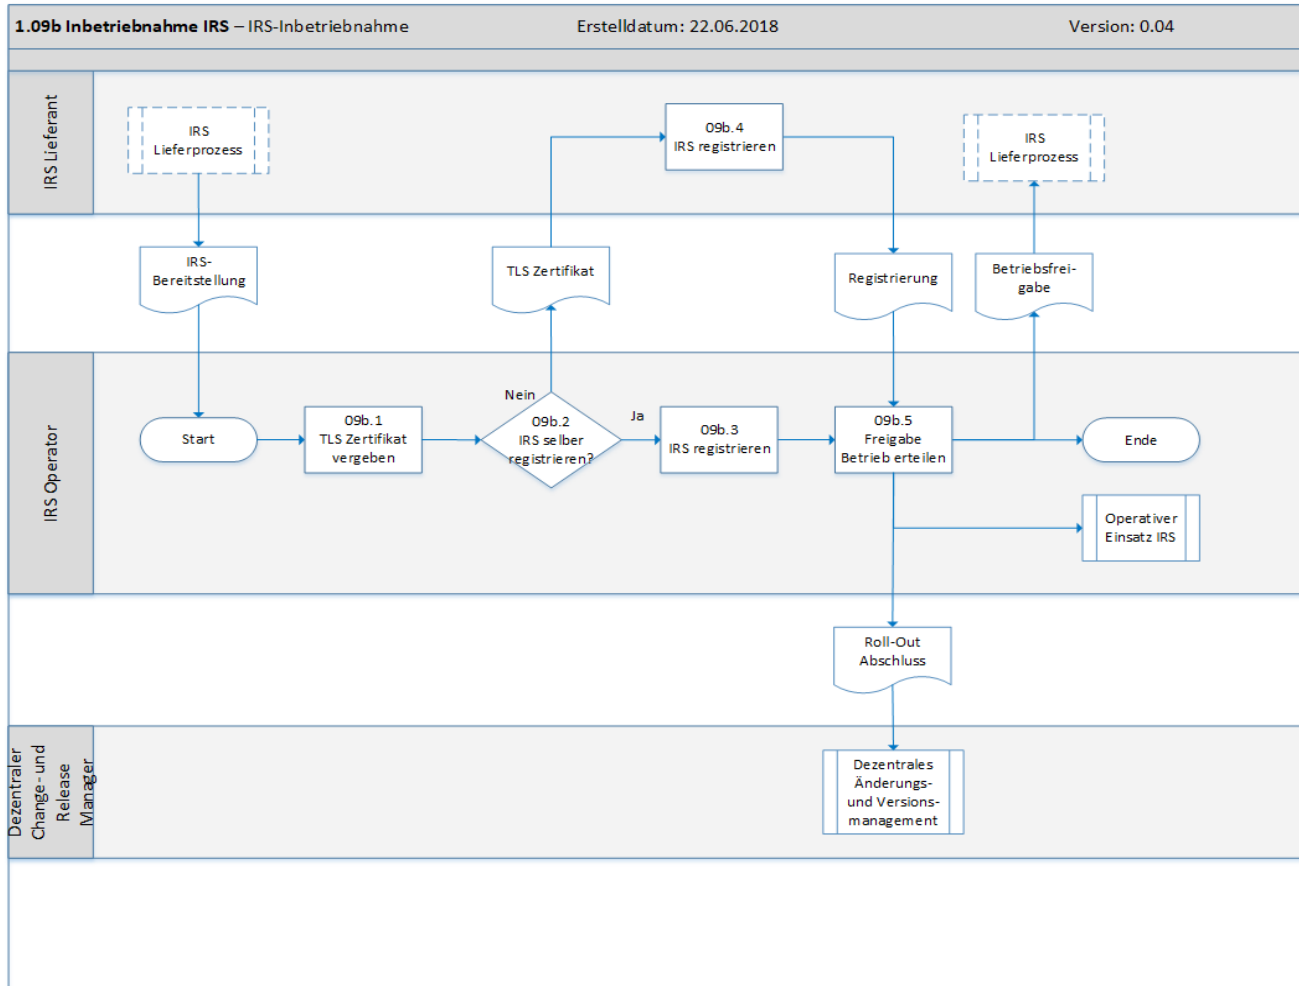 1.09b Inbetriebnahme IRS – IRS-Inbetriebnahme
Erstelldatum: 22.06.2018
Version: 0.04
IRS Lieferant
IRS
Lieferprozess
09b.4
IRS registrieren
IRS
Lieferprozess
IRS-
Bereitstellung
TLS Zertifikat
Registrierung
Betriebsfrei-
gabe
IRS Operator
Start
09b.1
TLS Zertifikat
vergeben
Nein
09b.2
IRS selber
registrieren?
Ja
09b.3
IRS registrieren
09b.5
Freigabe
Betrieb erteilen
Ende
Operativer
Einsatz IRS
Roll-Out
Abschluss
Dezentraler
Change- und
Release
Manager
Dezentrales
Änderungs-
und Versions-
management